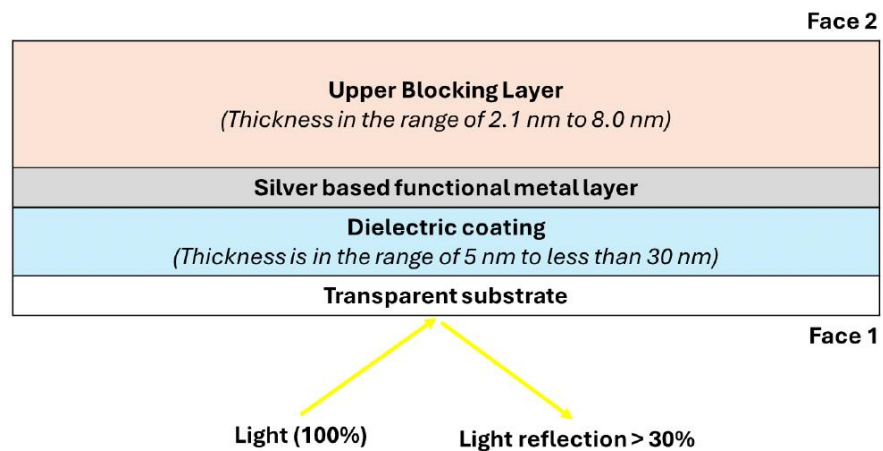 Face 2
Upper Blocking Layer
(Thickness in the range of 2.1 nm to 8.0 nm)
Silver based functional metal layer
Dielectric coating
(Thickness is in the range of 5 nm to less than 30 nm)
Transparent substrate
Face 1
Light (100%)
Light reflection > 30%